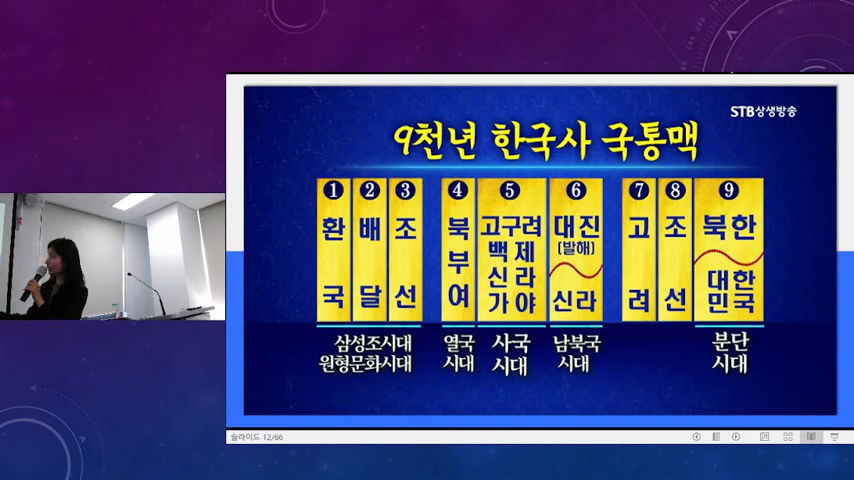 STB상생방송
9천년 한국사 국통맥
1 2 3 4 5 6 7 8 9
환국 배달 조선 북부여 고구려 백제 신라 가야 대진 (발해) 신라 고려 조선 북한 대한민국
삼성조시대
원형문화시대
열국
시대
사국
시대
남북국
시대
분단
시대
슬라이드 12/66